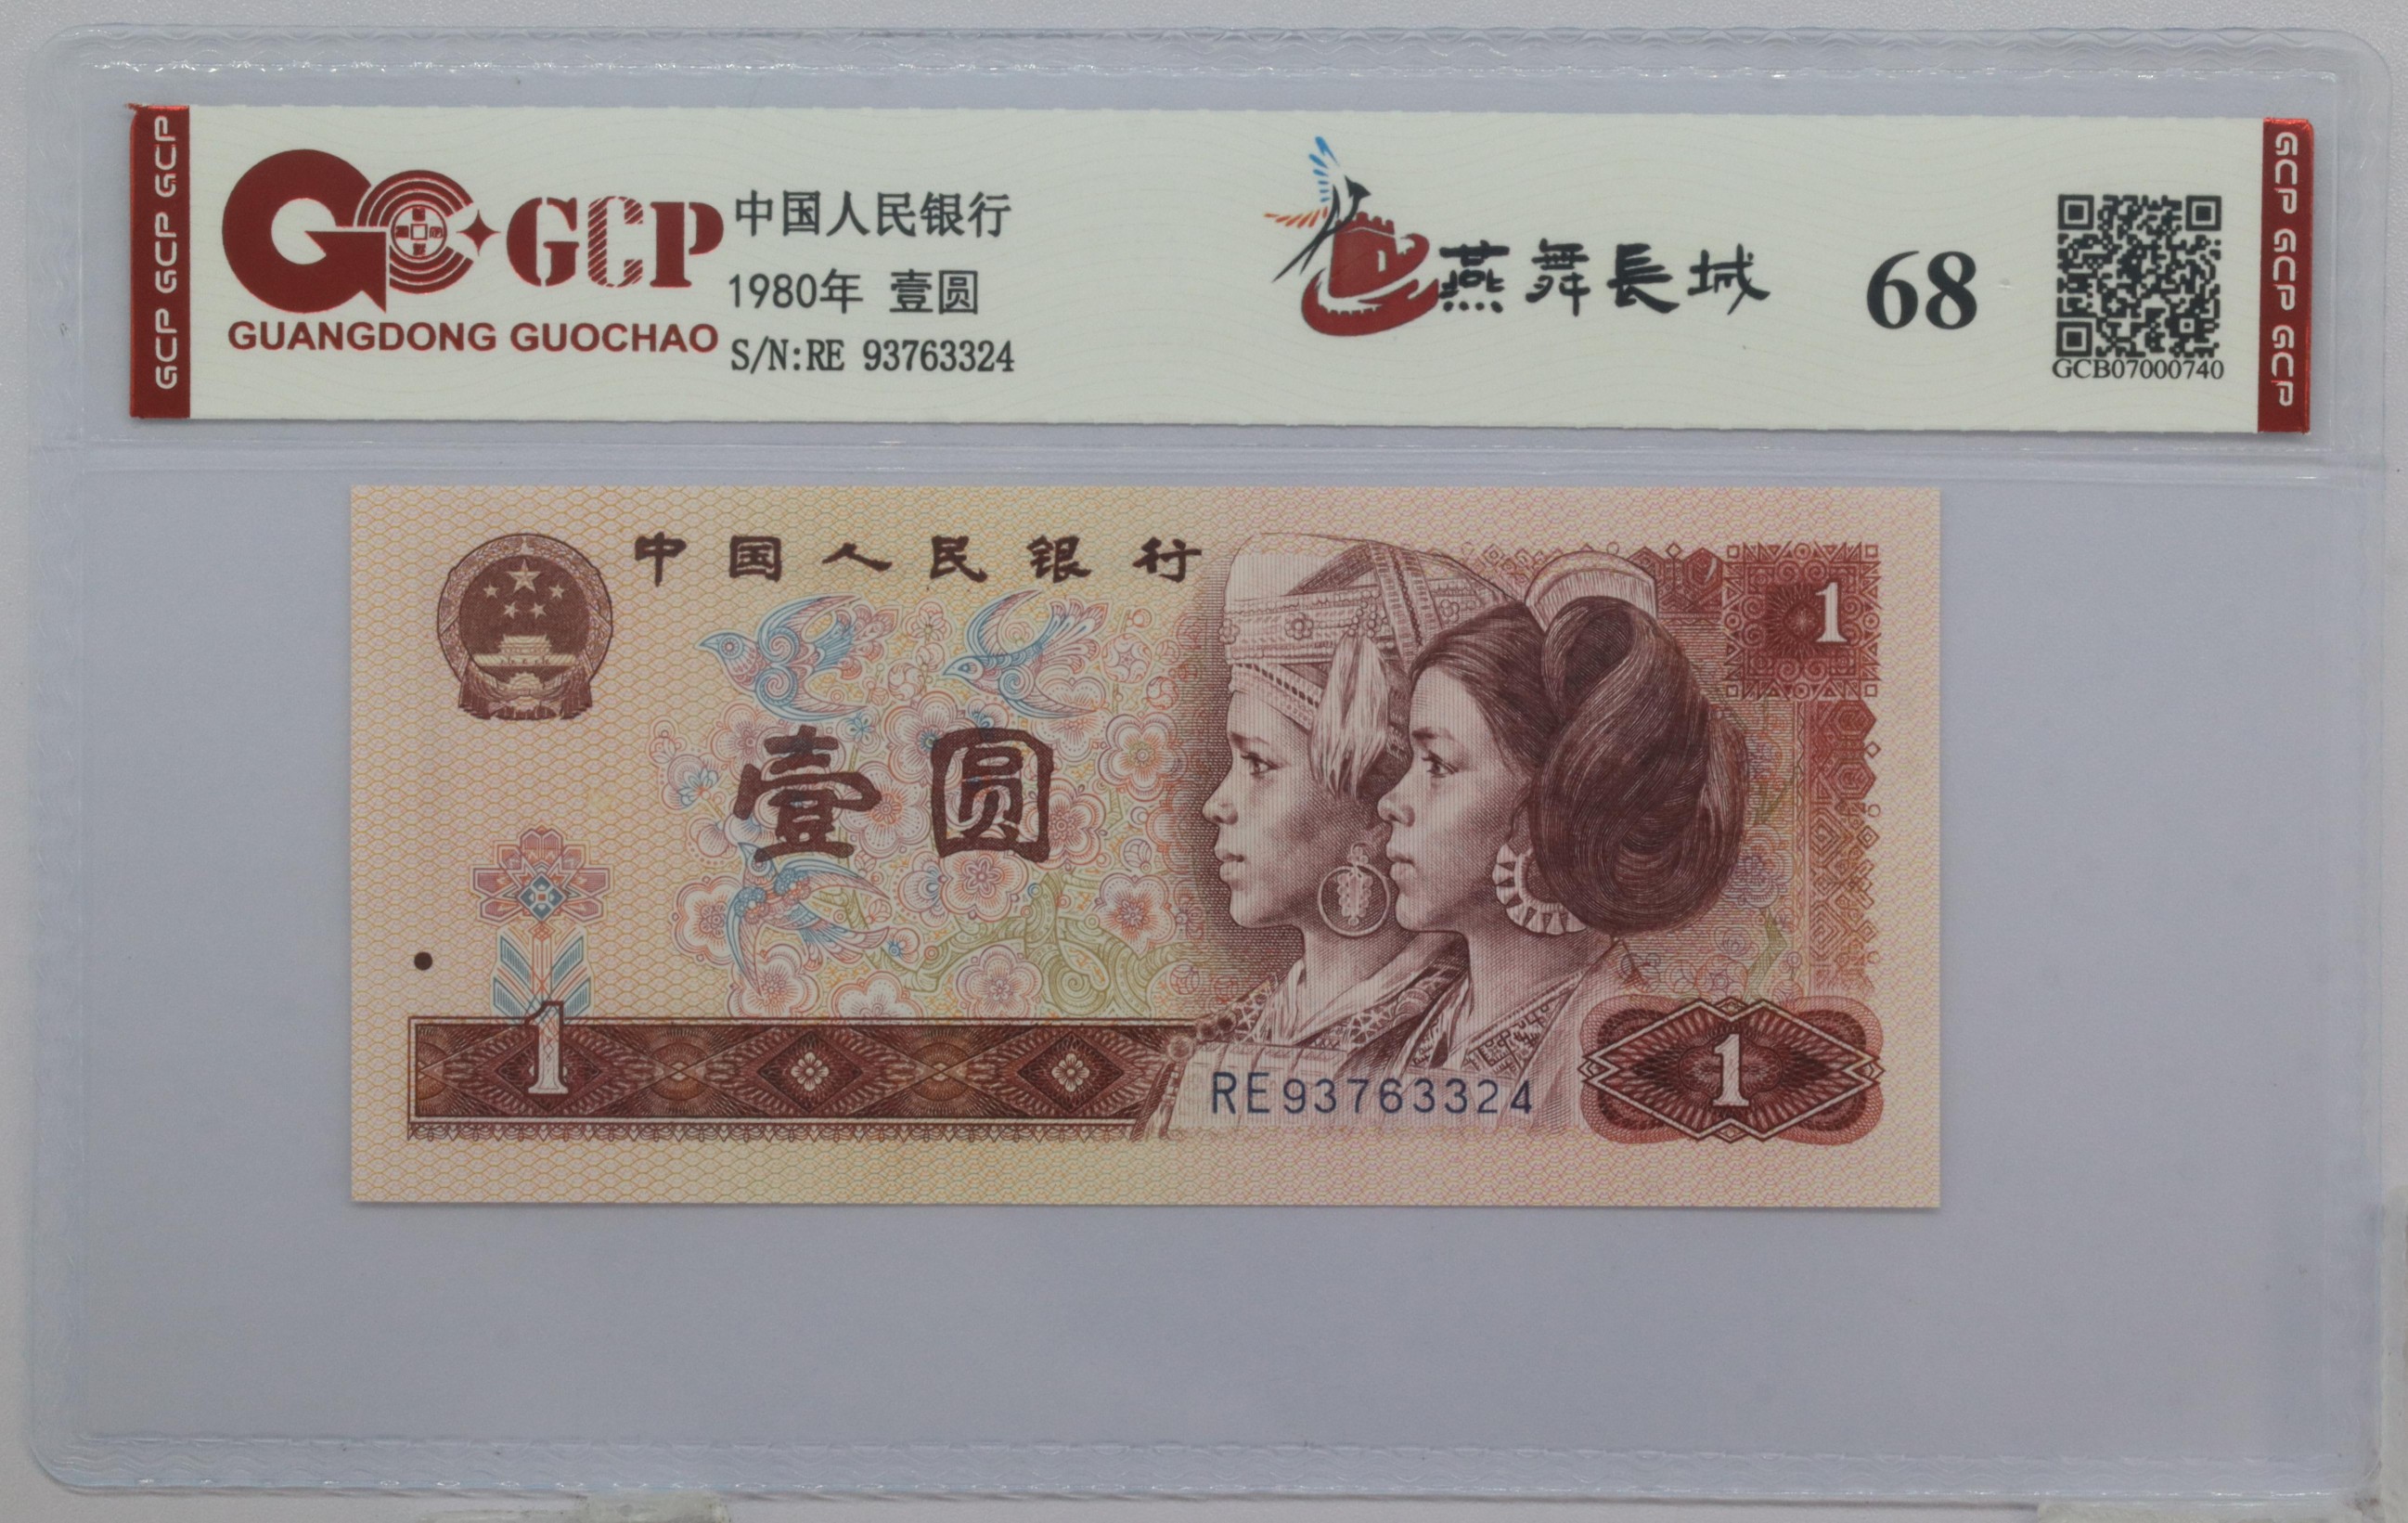 GCP GCP GCP
GCP
GUANGDONG GUOCHAO
中国人民银行
1980年 壹圆
S/N:RE 93763324
燕舞長城
68
GCB07000740
GCP GCP GCP
中国人民银行
1
壹圆
1
RE93763324
1